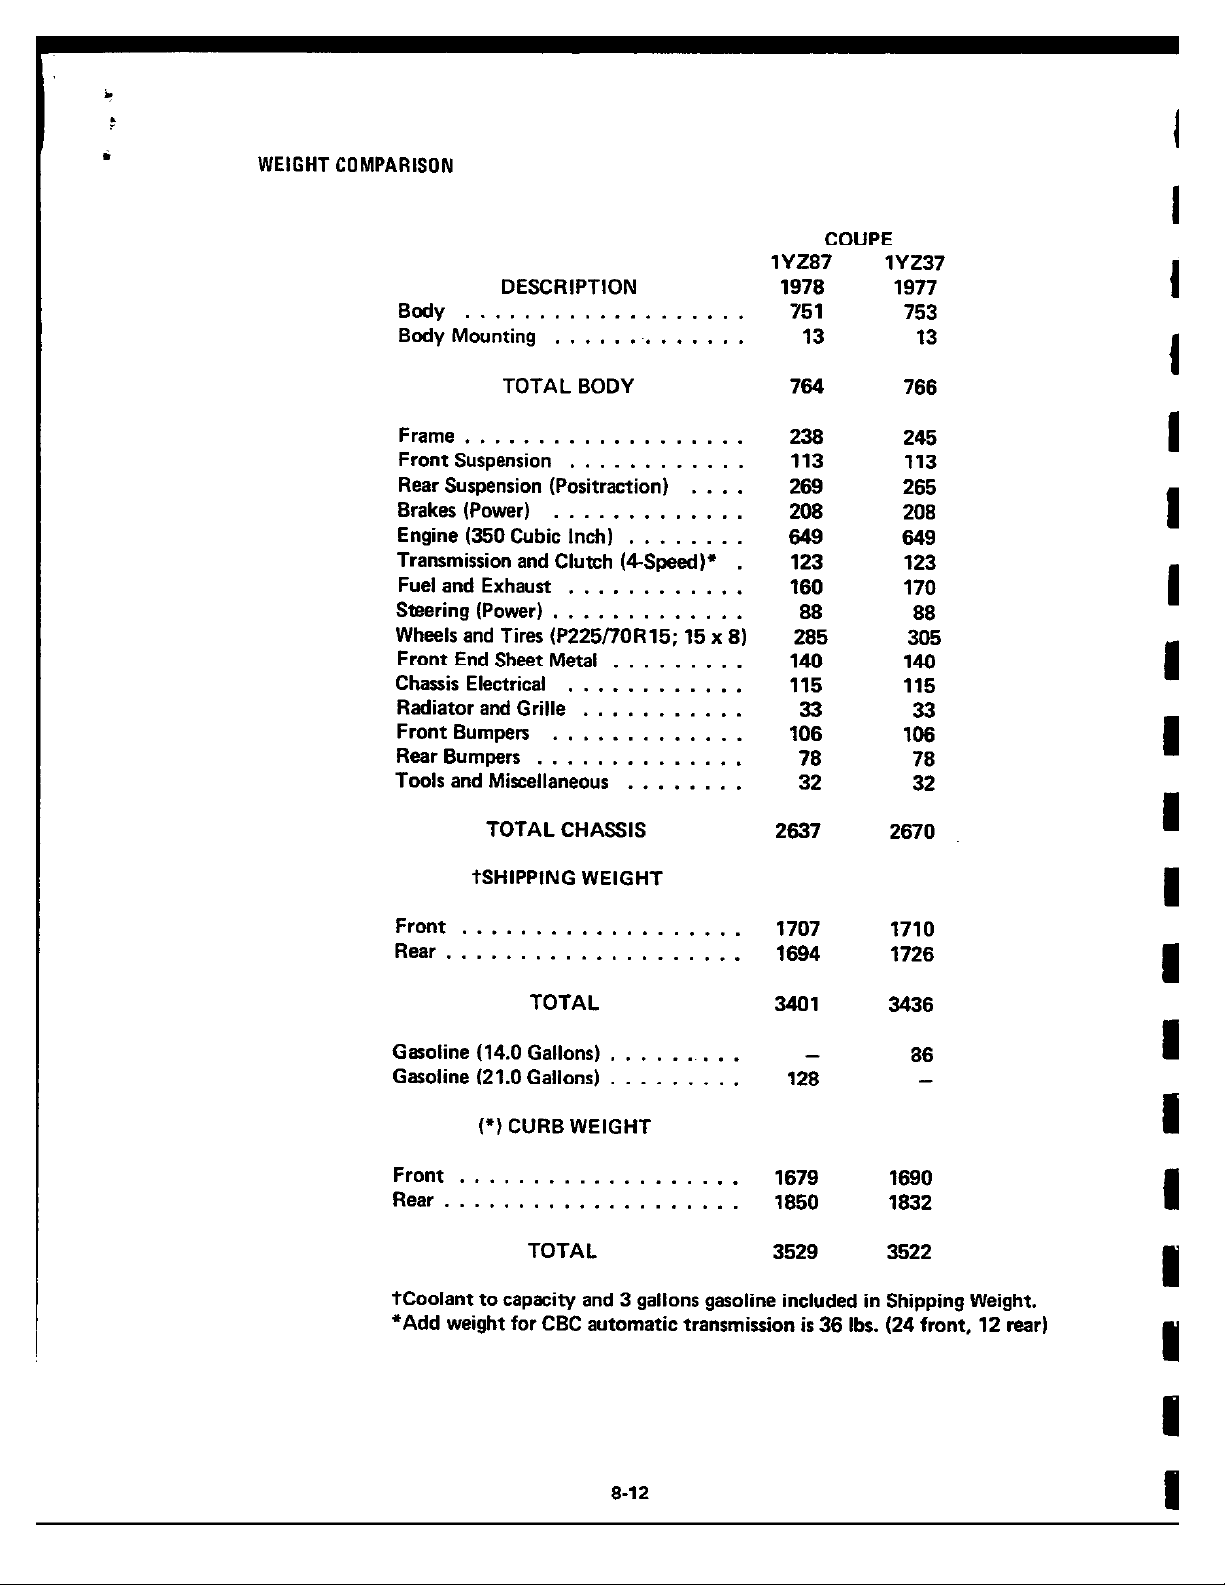 WEIGHT COMPARISON
COUPE
1YZ87 1YZ37
DESCRIPTION 1978 1977
Body . . . . . . . . . . . . . . . . . . . 751 753
Body Mounting . . . . . . . . . . . . . 13 13
TOTAL BODY 764 766
Frame . . . . . . . . . . . . . . . . . . . 238 245
Front Suspension . . . . . . . . . . . . 113 113
Rear Suspension (Positraction) . . . . 269 265
Brakes (Power) . . . . . . . . . . . . . 208 208
Engine (350 Cubic Inch) . . . . . . . . 649 649
Transmission and Clutch (4-Speed)* . 123 123
Fuel and Exhaust . . . . . . . . . . . . 160 170
Steering (Power) . . . . . . . . . . . . . 88 88
Wheels and Tires (P225/70R15; 15 x 8) 285 305
Front End Sheet Metal . . . . . . . . . 140 140
Chassis Electrical . . . . . . . . . . . . 115 115
Radiator and Grille . . . . . . . . . . . 33 33
Front Bumpers . . . . . . . . . . . . . 106 106
Rear Bumpers . . . . . . . . . . . . . . 78 78
Tools and Miscellaneous . . . . . . . . 32 32
TOTAL CHASSIS 2637 2670
†SHIPPING WEIGHT
Front . . . . . . . . . . . . . . . . . . . 1707 1710
Rear . . . . . . . . . . . . . . . . . . . . 1694 1726
TOTAL 3401 3436
Gasoline (14.0 Gallons) . . . . . . . . . – 86
Gasoline (21.0 Gallons) . . . . . . . . . 128 –
(*) CURB WEIGHT
Front . . . . . . . . . . . . . . . . . . . 1679 1690
Rear . . . . . . . . . . . . . . . . . . . . 1850 1832
TOTAL 3529 3522
†Coolant to capacity and 3 gallons gasoline included in Shipping Weight.
*Add weight for CBC automatic transmission is 36 lbs. (24 front, 12 rear)
8-12